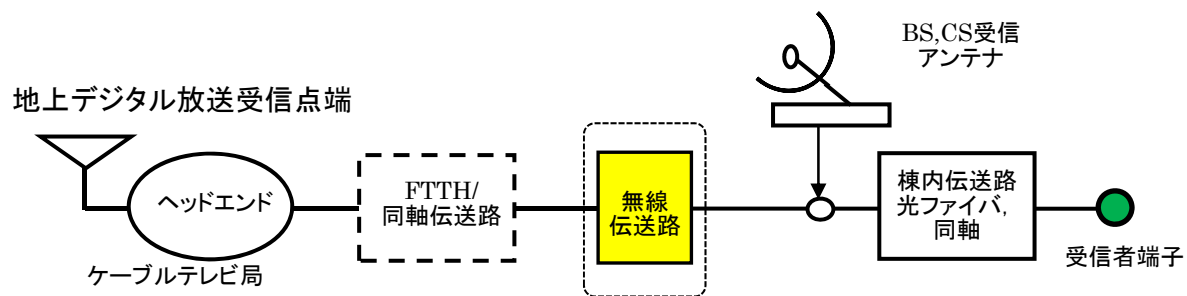 BS,CS受信
アンテナ
地上デジタル放送受信点端
ヘッドエンド
ケーブルテレビ局
FTTH/
同軸伝送路
無線
伝送路
棟内伝送路
光ファイバ,
同軸
受信者端子